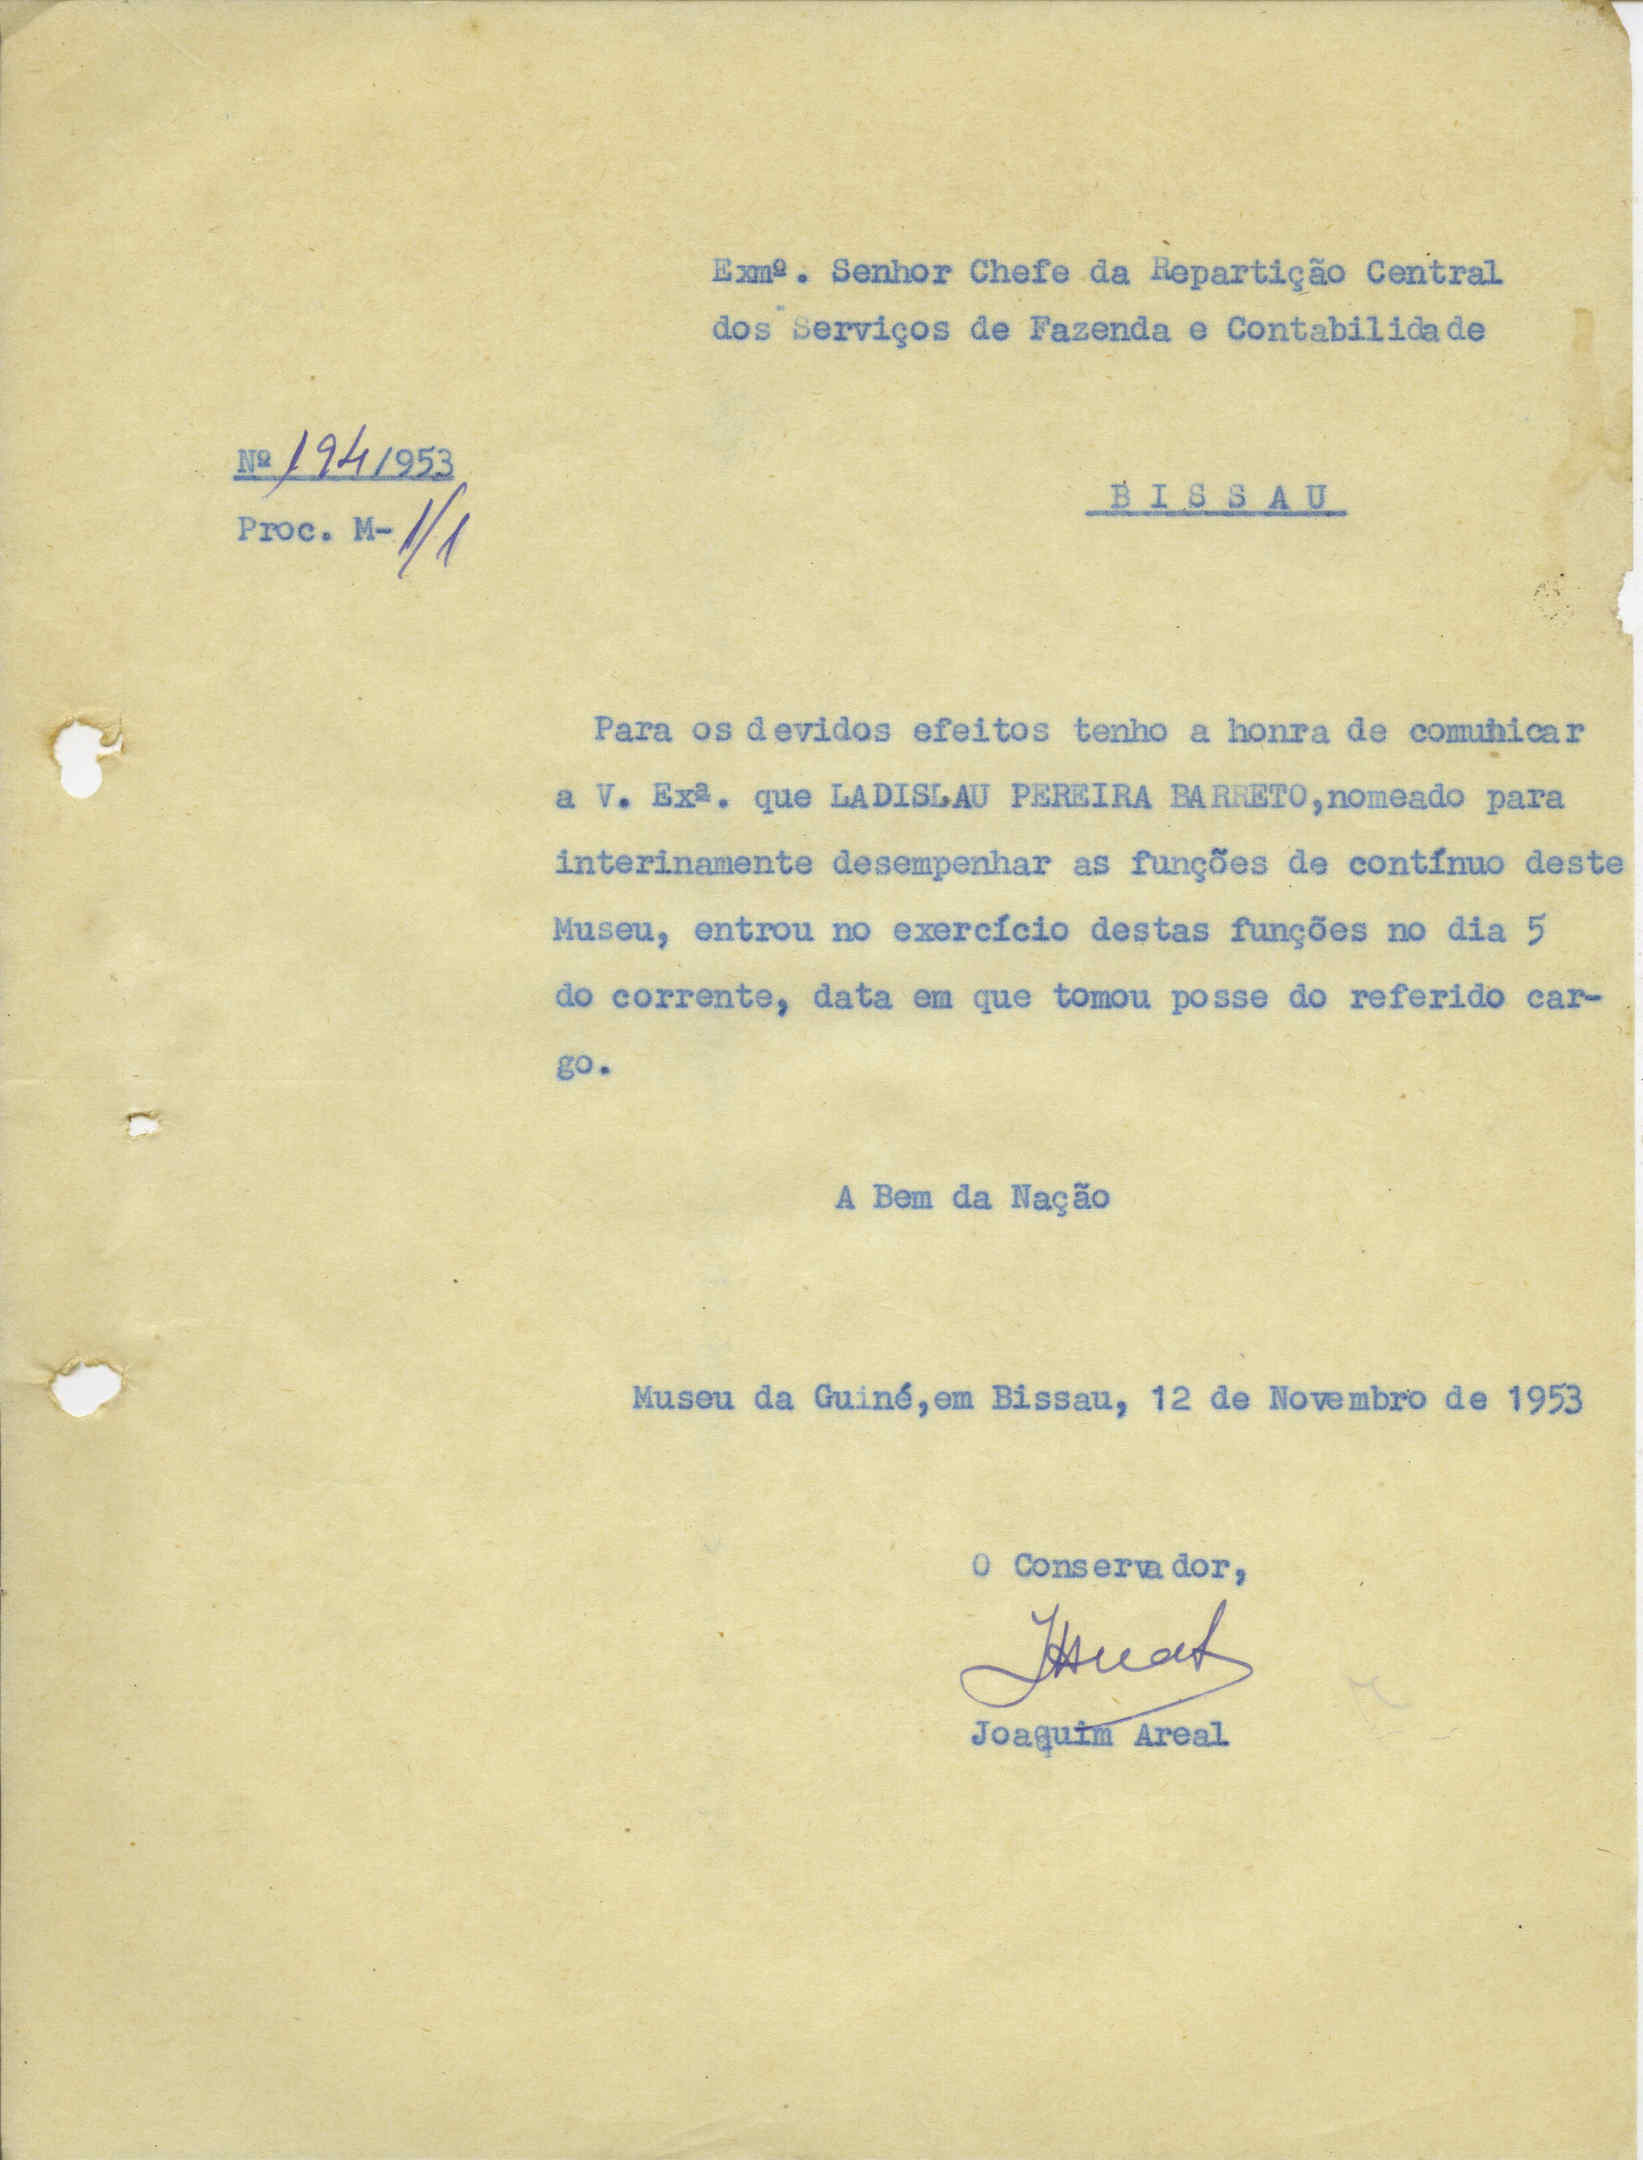 Exmº. Senhor Chefe da Repartição Central
dos Serviços de Fazenda e Contabilidade
Nº 194/953
BISSAU
Proc. M-1/1
Para os devidos efeitos tenho a honra de comunicar
a V. Exª. que LADISLAU PEREIRA BARRETO,nomeado para
interinamente desempenhar as funções de contínuo deste
Museu, entrou no exercício destas funções no dia 5
do corrente, data em que tomou posse do referido car-
go.
A Bem da Nação
Museu da Guiné,em Bissau, 12 de Novembro de 1953
O Conservador,
Joaquim Areal